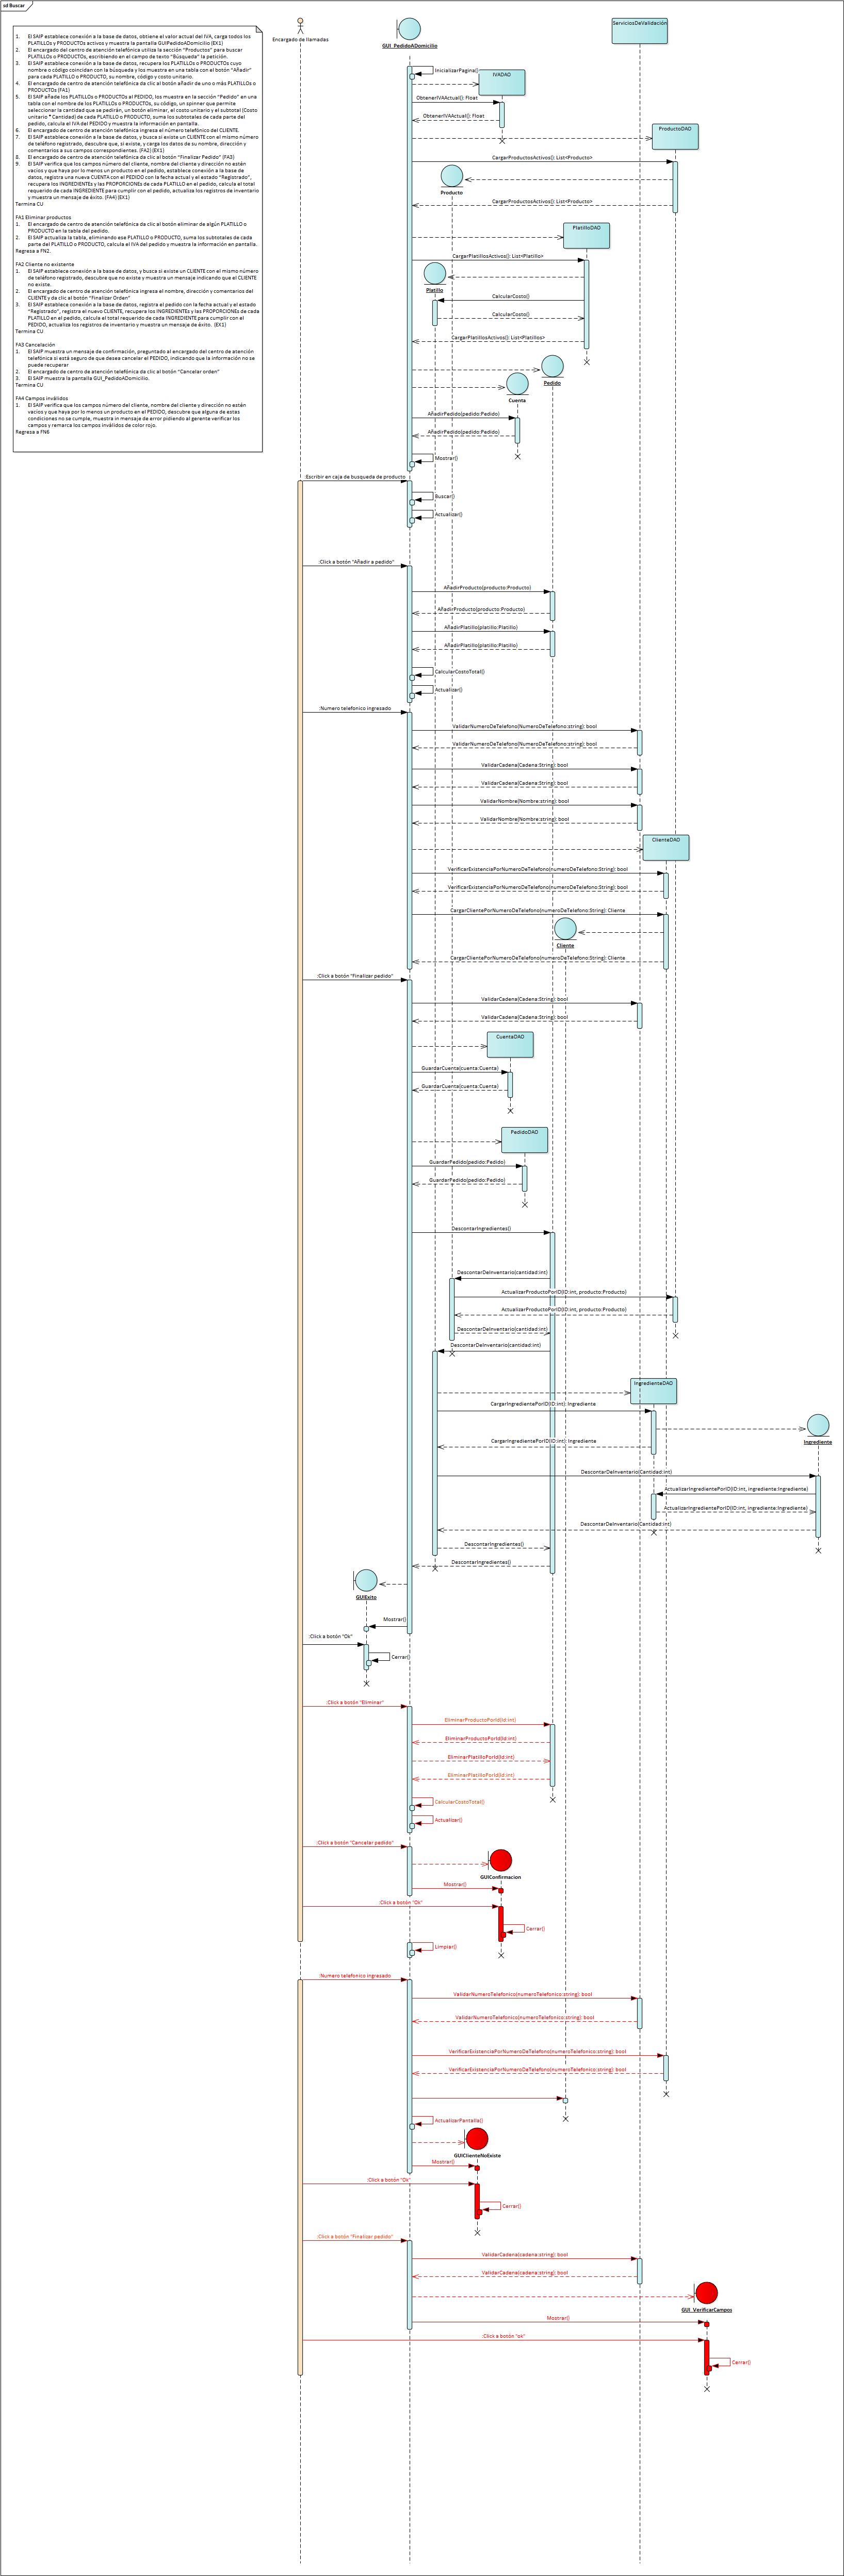 sd Buscar
1. El SAIP establece conexión a la base de datos, obtiene el valor actual del IVA, carga todos los
PLATILLOs y PRODUCTOs activos y muestra la pantalla GUIPedidoADomicilio (EX1)
2. El encargado del centro de atención telefónica utiliza la sección "Productos" para buscar
PLATILLOs o PRODUCTOs, escribiendo en el campo de texto "Búsqueda" la petición.
3. El SAIP establece conexión a la base de datos, recupera los PLATILLOs o PRODUCTOs cuyo
nombre o código coincidan con la búsqueda y los muestra en una tabla con el botón "Añadir"
para cada PLATILLO o PRODUCTO, su nombre, código y costo unitario.
4. El encargado de centro de atención telefónica da clic al botón añadir de uno o más PLATILLOs o
PRODUCTOs (FA1)
5. El SAIP añade los PLATILLOs o PRODUCTOs al PEDIDO, los muestra en la sección "Pedido" en una
tabla con el nombre de los PLATILLOs o PRODUCTOs, su código, un spinner que permite
seleccionar la cantidad que se pedirán, un botón eliminar, el costo unitario y el subtotal (Costo
unitario * Cantidad) de cada PLATILLO o PRODUCTO, suma los subtotales de cada parte del
pedido, calcula el IVA del PEDIDO y muestra la información en pantalla.
6. El encargado de centro de atención telefónica ingresa el número telefónico del CLIENTE.
7. El SAIP establece conexión a la base de datos, y busca si existe un CLIENTE con el mismo número
de teléfono registrado, descubre que, si existe, y carga los datos de su nombre, dirección y
comentarios a sus campos correspondientes. (FA2) (EX1)
8. El encargado de centro de atención telefónica da clic al botón "Finalizar Pedido" (FA3)
9. El SAIP verifica que los campos número del cliente, nombre del cliente y dirección no estén
vacíos y que haya por lo menos un producto en el pedido, establece conexión a la base de
datos, registra una nueva CUENTA con el PEDIDO con la fecha actual y el estado "Registrado",
recupera los INGREDIENTEs y las PROPORCIONEs de cada PLATILLO en el pedido, calcula el total
requerido de cada INGREDIENTE para cumplir con el pedido, actualiza los registros de inventario
y muestra un mensaje de éxito. (FA4) (EX1)
Termina CU
FA1 Eliminar productos
1. El encargado de centro de atención telefónica da clic al botón eliminar de algún PLATILLO o
PRODUCTO en la tabla del pedido.
2. El SAIP actualiza la tabla, eliminando ese PLATILLO o PRODUCTO, suma los subtotales de cada
parte del PLATILLO o PRODUCTO, calcula el IVA del pedido y muestra la información en pantalla.
Regresa a FN2.
FA2 Cliente no existente
1. El SAIP establece conexión a la base de datos, y busca si existe un CLIENTE con el mismo número
de teléfono registrado, descubre que no existe y muestra un mensaje indicando que el CLIENTE
no existe.
2. El encargado de centro de atención telefónica ingresa el nombre, dirección y comentarios del
CLIENTE y da clic al botón "Finalizar Orden"
3. El SAIP establece conexión a la base de datos, registra el pedido con la fecha actual y el estado
"Registrado", registra el nuevo CLIENTE, recupera los INGREDIENTEs y las PROPORCIONEs de cada
PLATILLO en el pedido, calcula el total requerido de cada INGREDIENTE para cumplir con el
PEDIDO, actualiza los registros de inventario y muestra un mensaje de éxito. (EX1)
Termina CU
FA3 Cancelación
1. El SAIP muestra un mensaje de confirmación, preguntado al encargado del centro de atención
telefónica si está seguro de que desea cancelar el PEDIDO, indicando que la información no se
puede recuperar
2. El encargado de centro de atención telefónica da clic al botón "Cancelar orden"
3. El SAIP muestra la pantalla GUI_PedidoADomicilio.
Termina CU
FA4 Campos inválidos
1. El SAIP verifica que los campos número del cliente, nombre del cliente y dirección no estén
vacíos y que haya por lo menos un producto en el PEDIDO, descubre que alguna de estas
condiciones no se cumple, muestra in mensaje de error pidiendo al gerente verificar los
campos y remarca los campos inválidos de color rojo.
Regresa a FN6
Encargado de llamadas
GUI_PedidoADomicilio
ServiciosDeValidación
InicializarPagina()
IVADAO
ObtenerIVAActual(): Float
ObtenerIVAActual(): Float
ProductoDAO
CargarProductosActivos(): List<Producto>
Producto
CargarProductosActivos(): List<Producto>
PlatilloDAO
CargarPlatillosActivos(): List<Platillo>
Platillo
CalcularCosto()
CalcularCosto()
CargarPlatillosActivos(): List<Platillos>
Pedido
Cuenta
AñadirPedido(pedido:Pedido)
AñadirPedido(pedido:Pedido)
Mostrar()
:Escribir en caja de busqueda de producto
Buscar()
Actualizar()
:Click a botón "Añadir a pedido"
AñadirProducto(producto:Producto)
AñadirProducto(producto:Producto)
AñadirPlatillo(platillo:Platillo)
AñadirPlatillo(platillo:Platillo)
CalcularCostoTotal()
Actualizar()
:Numero telefonico ingresado
ValidarNumeroDeTelefono(NumeroDeTelefono:string): bool
ValidarNumeroDeTelefono(NumeroDeTelefono:string): bool
ValidarCadena(Cadena:String): bool
ValidarCadena(Cadena:String): bool
ValidarNombre(Nombre:string): bool
ValidarNombre(Nombre:string): bool
ClienteDAO
VerificarExistenciaPorNumeroDeTelefono(numeroDeTelefono:String): bool
VerificarExistenciaPorNumeroDeTelefono(numeroDeTelefono:String): bool
CargarClientePorNumeroDeTelefono(numeroDeTelefono:String): Cliente
Cliente
CargarClientePorNumeroDeTelefono(numeroDeTelefono:String): Cliente
:Click a botón "Finalizar pedido"
ValidarCadena(Cadena:String): bool
ValidarCadena(Cadena:String): bool
CuentaDAO
GuardarCuenta(cuenta:Cuenta)
GuardarCuenta(cuenta:Cuenta)
PedidoDAO
GuardarPedido(pedido:Pedido)
GuardarPedido(pedido:Pedido)
DescontarIngredientes()
DescontarDeInventario(cantidad:int)
ActualizarProductoPorID(ID:int, producto:Producto)
ActualizarProductoPorID(ID:int, producto:Producto)
DescontarDeInventario(cantidad:int)
DescontarDeInventario(cantidad:int)
IngredienteDAO
CargarIngredientePorID(ID:int): Ingrediente
Ingrediente
CargarIngredientePorID(ID:int): Ingrediente
DescontarDeInventario(Cantidad:int)
ActualizarIngredientePorID(ID:int, ingrediente:Ingrediente)
ActualizarIngredientePorID(ID:int, ingrediente:Ingrediente)
DescontarDeInventario(Cantidad:int)
DescontarIngredientes()
DescontarIngredientes()
GUIExito
Mostrar()
:Click a botón "Ok"
Cerrar()
:Click a botón "Eliminar"
EliminarProductoPorId(Id:int)
EliminarProductoPorId(Id:int)
EliminarPlatilloPorId(Id:int)
EliminarPlatilloPorId(Id:int)
CalcularCostoTotal()
Actualizar()
:Click a botón "Cancelar pedido"
GUIConfirmacion
Mostrar()
:Click a botón "Ok"
Cerrar()
Limpiar()
:Numero telefonico ingresado
ValidarNumeroTelefonico(numeroTelefonico:string): bool
ValidarNumeroTelefonico(numeroTelefonico:string): bool
VerificarExistenciaPorNumeroDeTelefono(numeroTelefonico:string): bool
VerificarExistenciaPorNumeroDeTelefono(numeroTelefonico:string): bool
ActualizarPantalla()
GUIClienteNoExiste
Mostrar()
:Click a botón "Ok"
Cerrar()
:Click a botón "Finalizar pedido"
ValidarCadena(cadena:string): bool
ValidarCadena(cadena:string): bool
GUI_VerificarCampos
Mostrar()
:Click a botón "ok"
Cerrar()